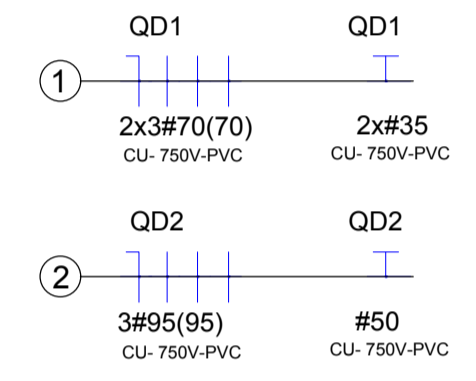 QD1 QD1
1
2x3#70(70) 2x#35
CU- 750V-PVC CU- 750V-PVC
QD2 QD2
2
3#95(95) #50
CU- 750V-PVC CU- 750V-PVC